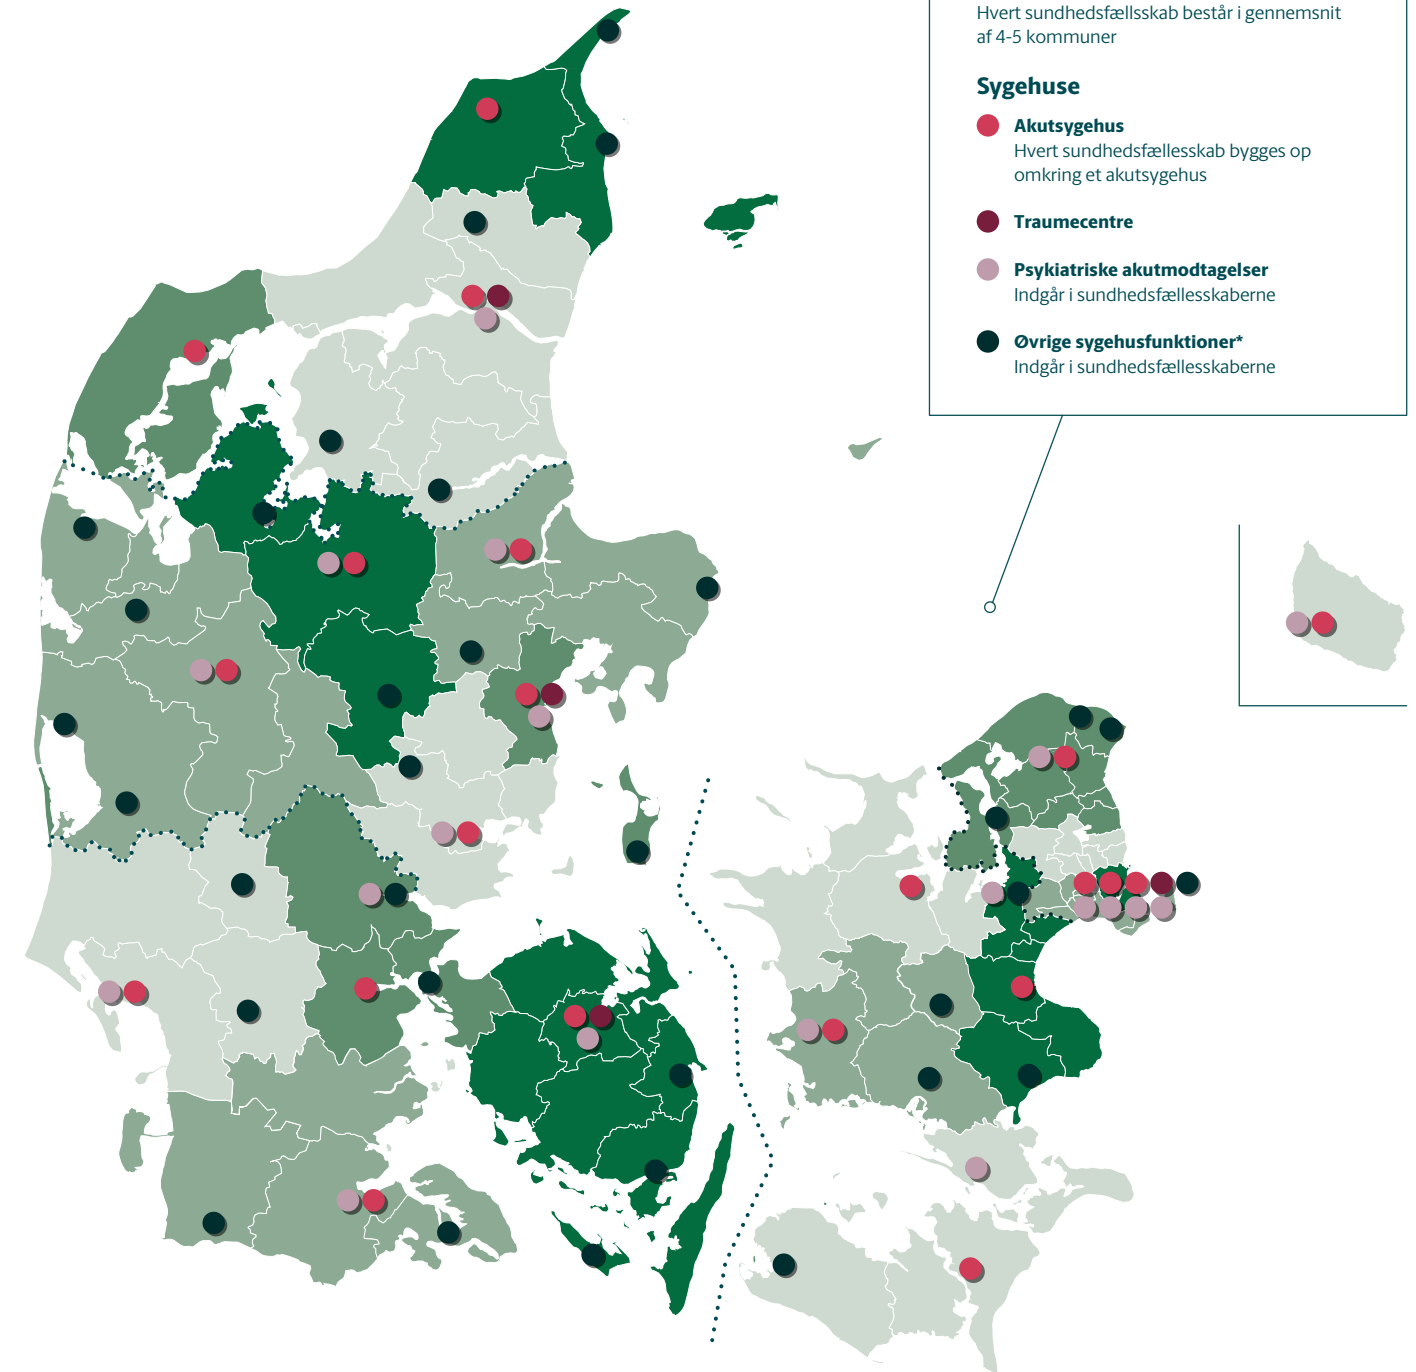 Hvert sundhedsfællsskab består i gennemsnit
af 4-5 kommuner
Sygehuse
Akutsygehus
Hvert sundhedsfællesskab bygges op
omkring et akutsygehus
Traumecentre
Psykiatriske akutmodtagelser
Indgår i sundhedsfællesskaberne
Øvrige sygehusfunktioner*
Indgår i sundhedsfællesskaberne